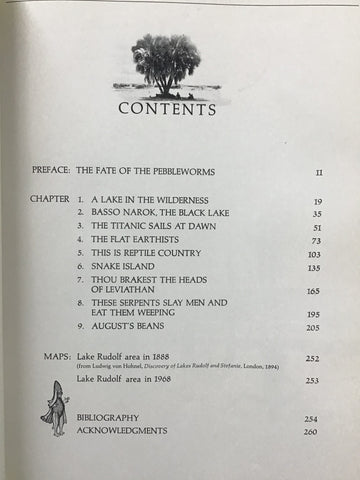 CONTENTS
PREFACE: THE FATE OF THE PEBBLEWORMS 11
CHAPTER 1. A LAKE IN THE WILDERNESS 19
2. BASSO NAROK, THE BLACK LAKE 35
3. THE TITANIC SAILS AT DAWN 51
4. THE FLAT EARTHISTS 73
5. THIS IS REPTILE COUNTRY 103
6. SNAKE ISLAND 135
7. THOU BRAKEST THE HEADS
OF LEVIATHAN 165
8. THESE SERPENTS SLAY MEN AND
EAT THEM WEEPING 195
9. AUGUST'S BEANS 205
MAPS: Lake Rudolf area in 1888 252
(from Ludwig von Hohnel, Discovery of Lakes Rudolf and Stefanie, London, 1894)
Lake Rudolf area in 1968 253
BIBLIOGRAPHY 254
ACKNOWLEDGMENTS 260